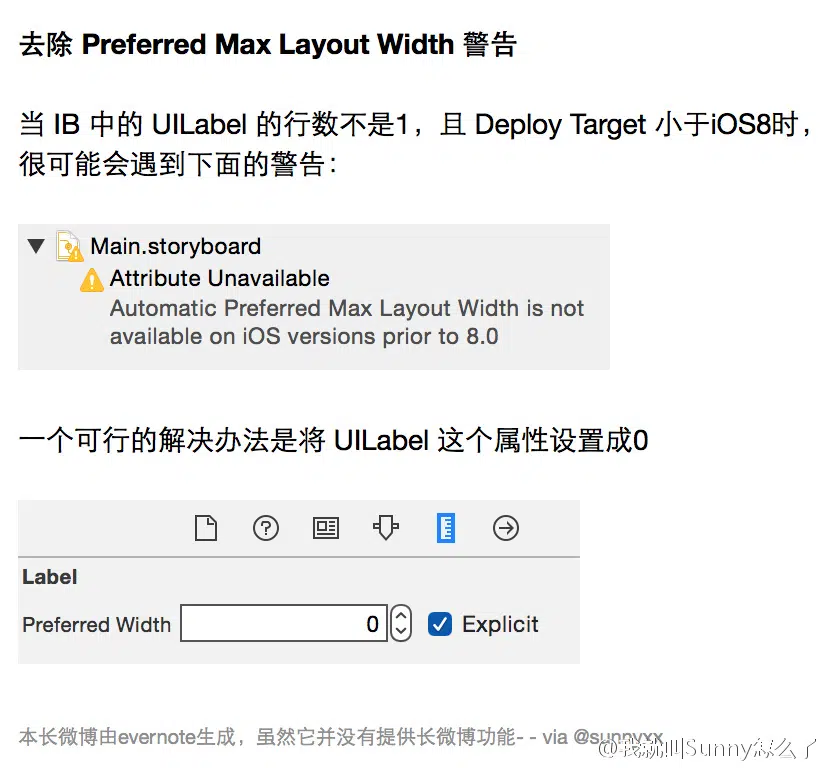 去除 Preferred Max Layout Width 警告
当 IB 中的 UILabel 的行数不是1，且 Deploy Target 小于iOS8时，
很可能会遇到下面的警告：
Main.storyboard
Attribute Unavailable
Automatic Preferred Max Layout Width is not
available on iOS versions prior to 8.0
一个可行的解决办法是将 UILabel 这个属性设置成0
Label
Preferred Width 0 Explicit
本长微博由evernote生成，虽然它并没有提供长微博功能- - via @sunnyxx
@我就叫Sunny怎么了